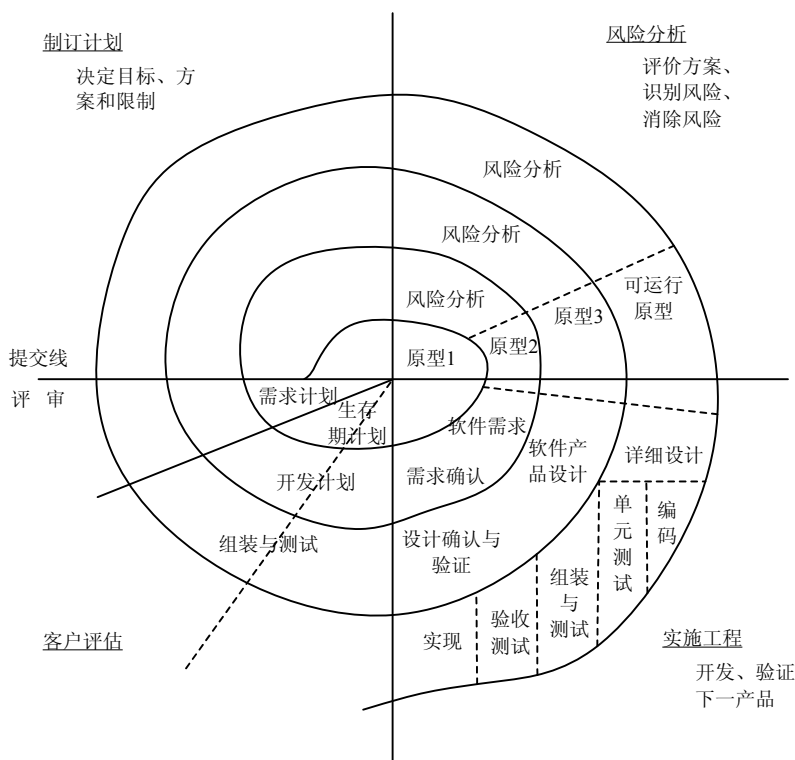 制订计划
决定目标、方
案和限制
风险分析
评价方案、
识别风险、
消除风险
风险分析
风险分析
风险分析
可运行
原型
原型3
原型2
原型1
提交线
评 审
需求计划
生存
期计划
软件需求
软件产
品设计
详细设计
需求确认
开发计划
组装与测试
设计确认与
验证
单
元
测
试
编
码
组装
与
测试
验收
测试
实现
客户评估
实施工程
开发、验证
下一产品